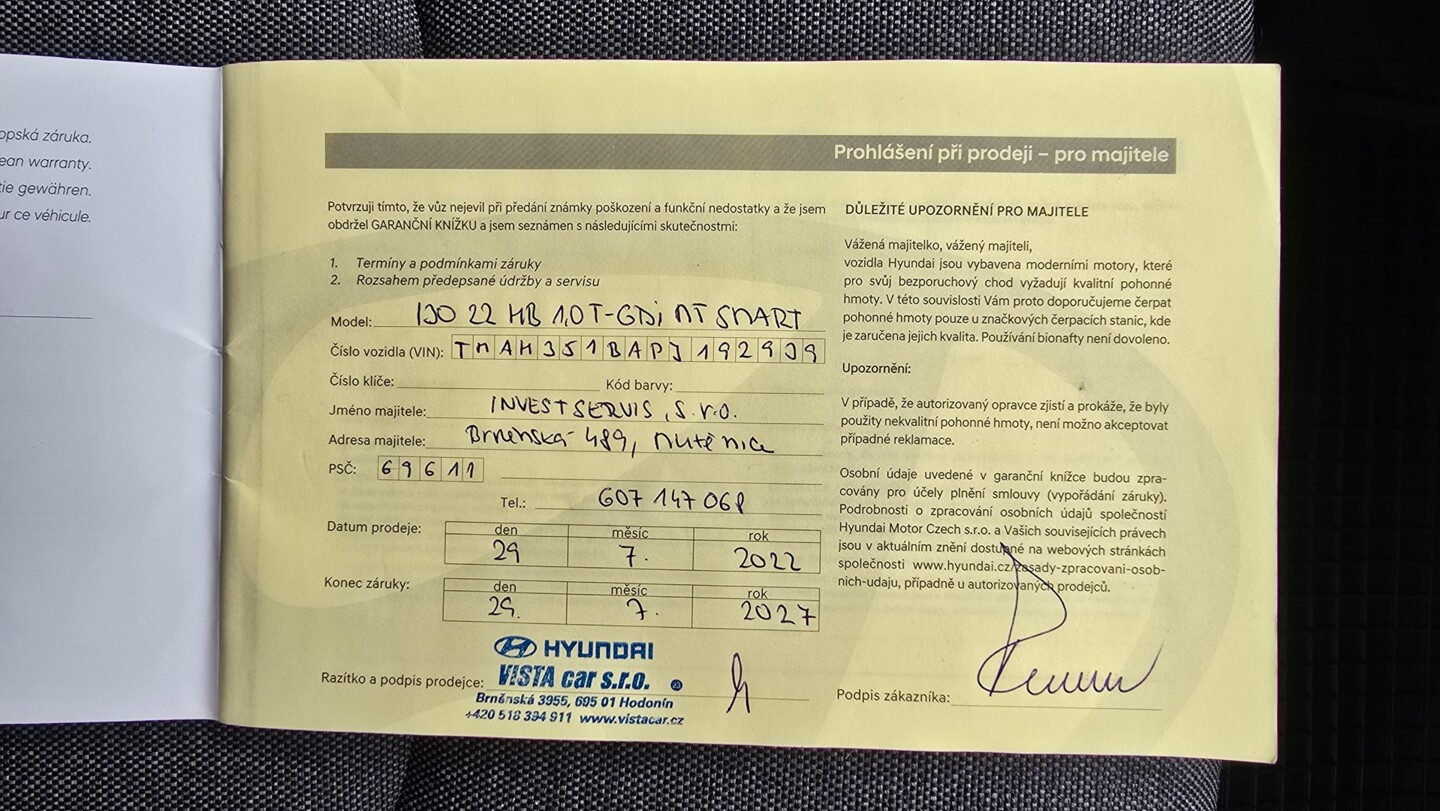 opská záruka.
ean warranty.
tie gewähren.
ur ce véhicule.
Prohlášení při prodeji – pro majitele
Potvrzuji tímto, že vůz nejevil při předání známky poškození a funkční nedostatky a že jsem
obdržel GARANČNÍ KNÍŽKU a jsem seznámen s následujícími skutečnostmi:
1. Termíny a podmínkami záruky
2. Rozsahem předepsané údržby a servisu
Model: I30 22 HB 1,0 T-GDi MT SMART
Číslo vozidla (VIN): TMAH351BAPJ192939
Číslo klíče: Kód barvy:
Jméno majitele: INVESTSERVIS, s.r.o.
Adresa majitele: Brněnská 489, Mutěnice
PSČ: 69611
Tel.: 607 147 068
Datum prodeje: den měsíc rok
29 7. 2022
Konec záruky: den měsíc rok
29. 7. 2027
HYUNDAI
VISTA car s.r.o.
Razítko a podpis prodejce:
Brněnská 3955, 695 01 Hodonín
+420 518 394 911 www.vistacar.cz
DŮLEŽITÉ UPOZORNĚNÍ PRO MAJITELE
Vážená majitelko, vážený majiteli,
vozidla Hyundai jsou vybavena moderními motory, které
pro svůj bezporuchový chod vyžadují kvalitní pohonné
hmoty. V této souvislosti Vám proto doporučujeme čerpat
pohonné hmoty pouze u značkových čerpacích stanic, kde
je zaručena jejich kvalita. Používání bionafty není dovoleno.
Upozornění:
V případě, že autorizovaný opravce zjistí a prokáže, že byly
použity nekvalitní pohonné hmoty, není možno akceptovat
případné reklamace.
Osobní údaje uvedené v garanční knížce budou zpra-
covány pro účely plnění smlouvy (vypořádání záruky).
Podrobnosti o zpracování osobních údajů společností
Hyundai Motor Czech s.r.o. a Vašich souvisejících právech
jsou v aktuálním znění dostupné na webových stránkách
společnosti www.hyundai.cz/zasady-zpracovani-osob-
nich-udaju, případně u autorizovaných prodejců.
Podpis zákazníka: